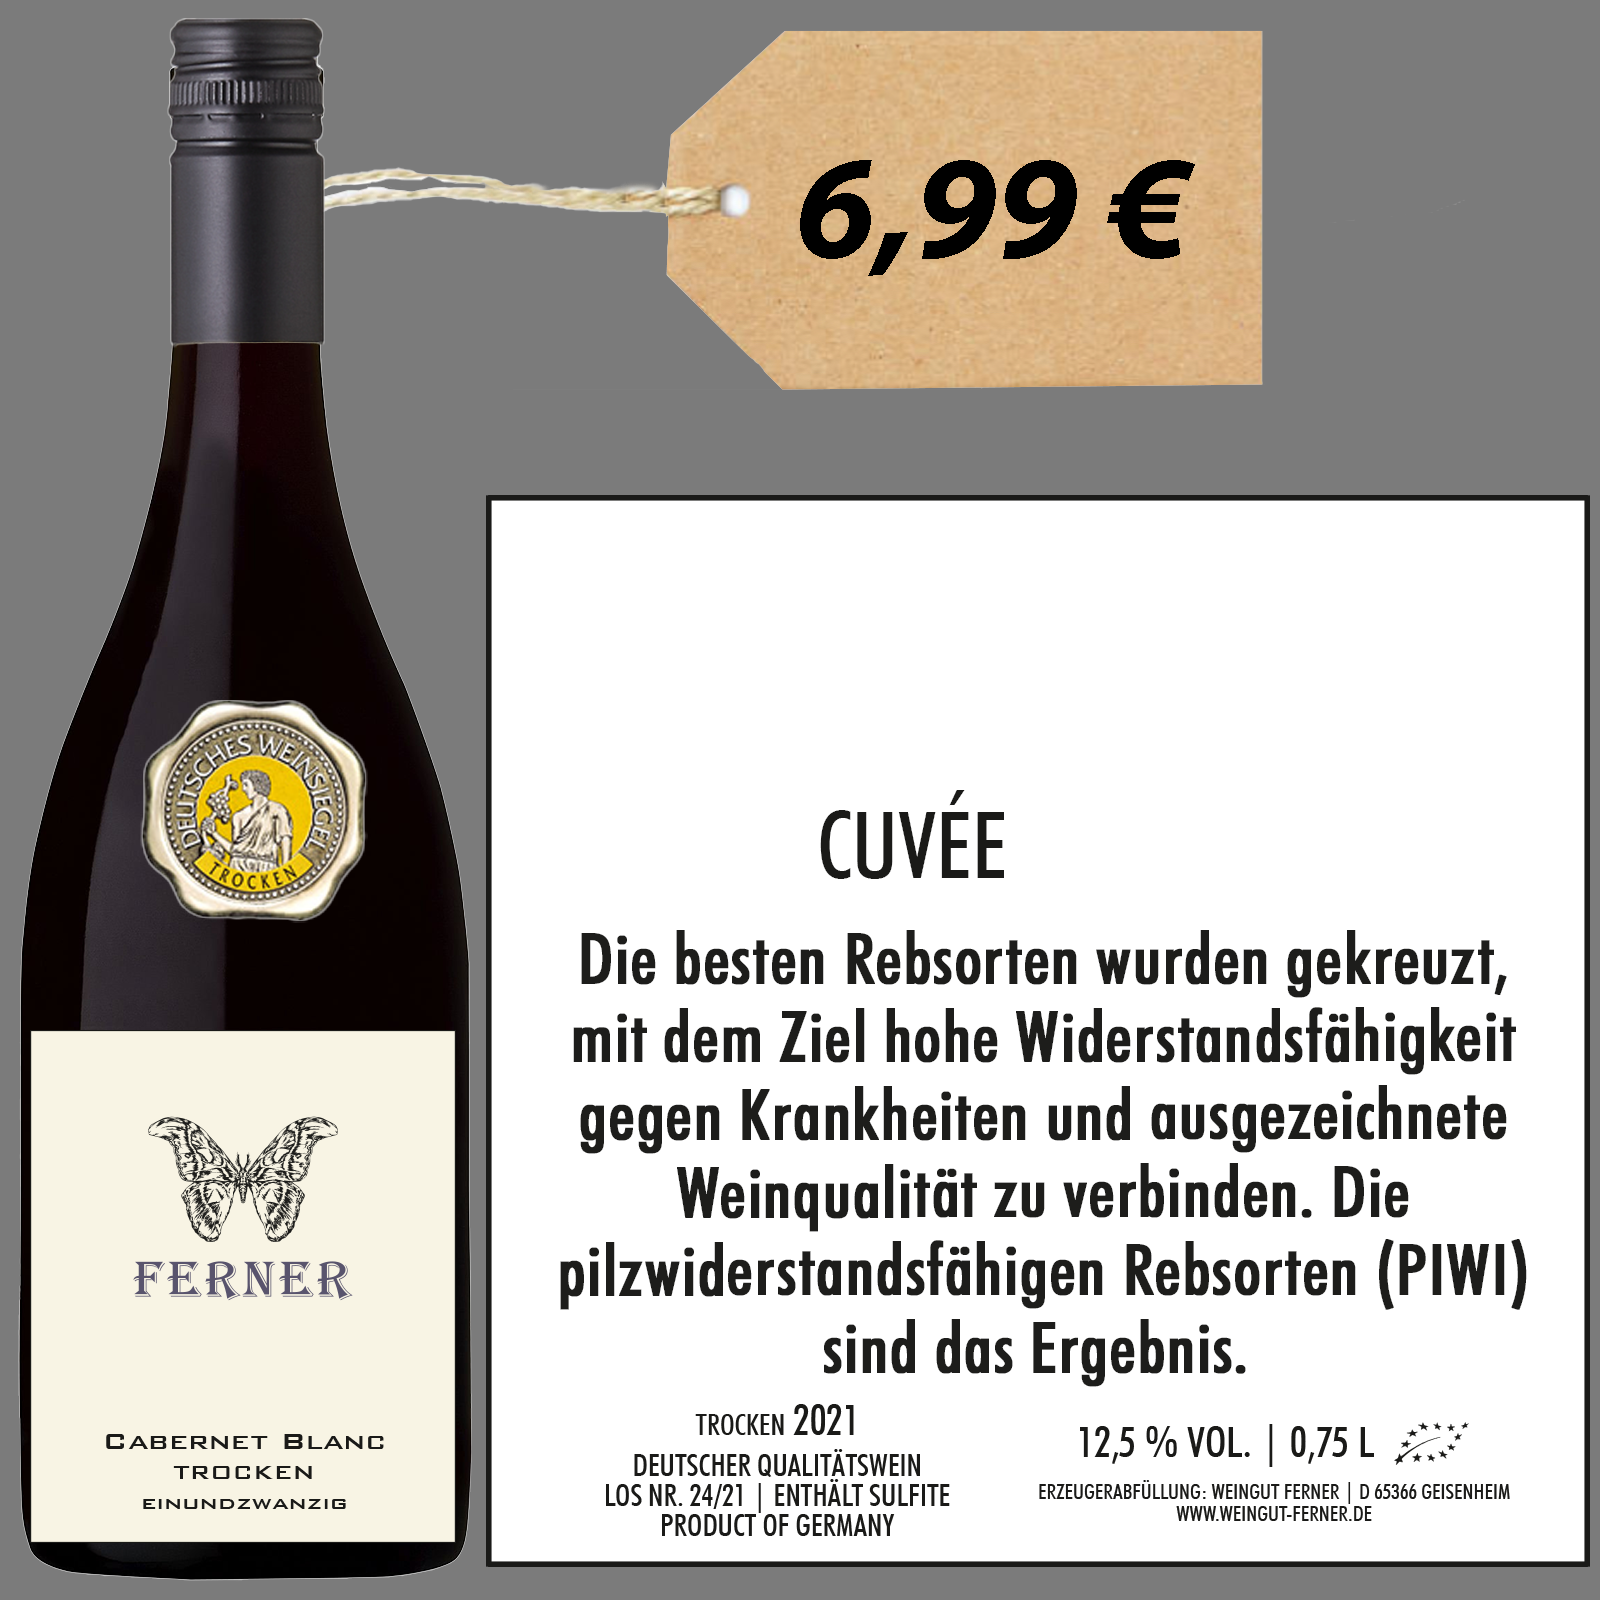 6,99 €
DEUTSCHES WEINSIEGEL
TROCKEN
FERNER
CABERNET BLANC
TROCKEN
EINUNDZWANZIG
CUVÉE
Die besten Rebsorten wurden gekreuzt,
mit dem Ziel hohe Widerstandsfähigkeit
gegen Krankheiten und ausgezeichnete
Weinqualität zu verbinden. Die
pilzwiderstandsfähigen Rebsorten (PIWI)
sind das Ergebnis.
TROCKEN 2021
DEUTSCHER QUALITÄTSWEIN
LOS NR. 24/21 | ENTHÄLT SULFITE
PRODUCT OF GERMANY
12,5 % VOL. | 0,75 L
ERZEUGERABFÜLLUNG: WEINGUT FERNER | D 65366 GEISENHEIM
WWW.WEINGUT-FERNER.DE